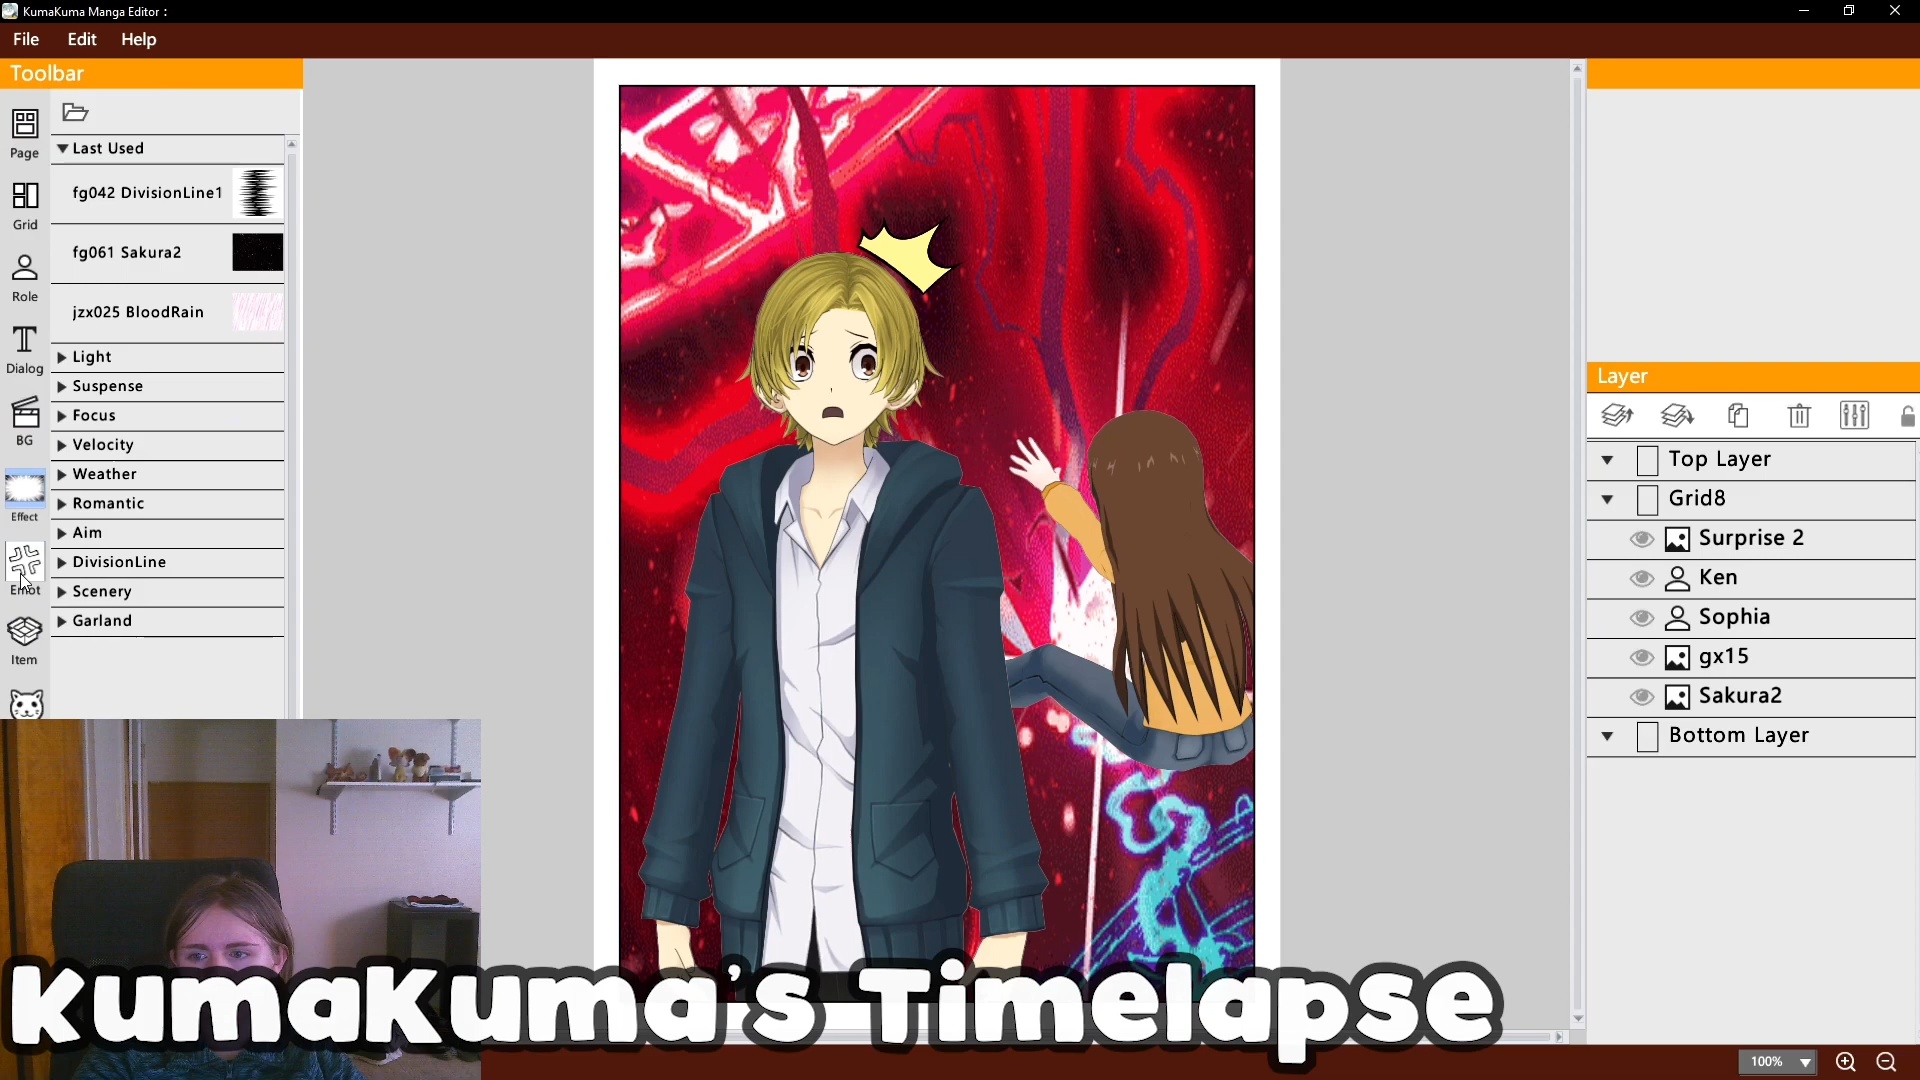 KumaKuma Manga Editor :
File Edit Help
Toolbar
Page
Grid
Role
Dialog
BG
Effect
Emot
Item
Last Used
fg042 DivisionLine1
fg061 Sakura2
jzx025 BloodRain
Light
Suspense
Focus
Velocity
Weather
Romantic
Aim
DivisionLine
Scenery
Garland
Layer
Top Layer
Grid8
Surprise 2
Ken
Sophia
gx15
Sakura2
Bottom Layer
KumaKuma's Timelapse
100%